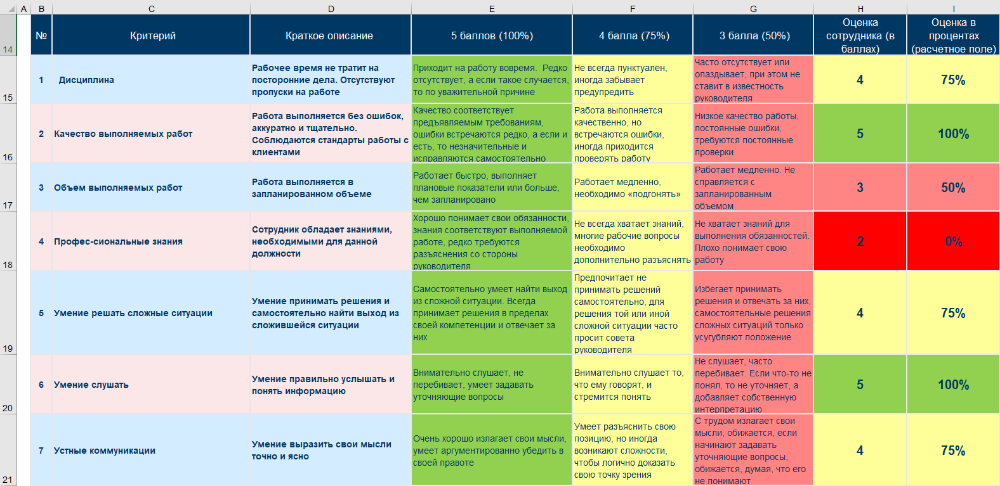 A B C D E F G H I
14
№
Критерий
Краткое описание
5 баллов (100%)
4 балла (75%)
3 балла (50%)
Оценка
сотрудника (в
баллах)
Оценка в
процентах
(расчетное поле)
15
1
Дисциплина
Рабочее время не тратит на
посторонние дела. Отсутствуют
пропуски на работе
Приходит на работу вовремя.  Редко
отсутствует, а если такое случается,
то по уважительной причине
Не всегда пунктуален,
иногда забывает
предупредить
Часто отсутствует или
опаздывает, при этом не
ставит в известность
руководителя
4
75%
16
2
Качество выполняемых работ
Работа выполняется без ошибок,
аккуратно и тщательно.
Соблюдаются стандарты работы с
клиентами
Качество соответствует
предъявляемым требованиям,
ошибки встречаются редко, а если и
есть, то незначительные и
исправляются самостоятельно
Работа выполняется
качественно, но
встречаются ошибки,
иногда приходится
проверять работу
Низкое качество работы,
постоянные ошибки,
требуются постоянные
проверки
5
100%
17
3
Объем выполняемых работ
Работа выполняется в
запланированном объеме
Работает быстро, выполняет
плановые показатели или больше,
чем запланировано
Работает медленно,
необходимо «подгонять»
Работает медленно. Не
справляется с
запланированным
объемом
3
50%
18
4
Профес-сиональные знания
Сотрудник обладает знаниями,
необходимыми для данной
должности
Хорошо понимает свои обязанности,
знания соответствуют выполняемой
работе, редко требуются
разъяснения со стороны
руководителя
Не всегда хватает знаний,
многие рабочие вопросы
необходимо
дополнительно разъяснять
Не хватает знаний для
выполнения обязанностей.
Плохо понимает свою
работу
2
0%
19
5
Умение решать сложные ситуации
Умение принимать решения и
самостоятельно найти выход из
сложившейся ситуации
Самостоятельно умеет найти выход
из сложной ситуации. Всегда
принимает решения в пределах
своей компетенции и отвечает за
них
Предпочитает не
принимать решений
самостоятельно, для
решения той или иной
сложной ситуации часто
просит совета
руководителя
Избегает принимать
решения и отвечать за них,
самостоятельные решения
сложных ситуаций только
усугубляют положение
4
75%
20
6
Умение слушать
Умение правильно услышать и
понять информацию
Внимательно слушает, не
перебивает, умеет задавать
уточняющие вопросы
Внимательно слушает то,
что ему говорят, и
стремится понять
Не слушает, часто
перебивает. Если что-то не
понял, то не уточняет, а
добавляет собственную
интерпретацию
5
100%
21
7
Устные коммуникации
Умение выразить свои мысли
точно и ясно
Очень хорошо излагает свои мысли,
умеет аргументированно убедить в
своей правоте
Умеет разъяснить свою
позицию, но иногда
возникают сложности,
чтобы логично доказать
свою точку зрения
С трудом излагает свои
мысли, обижается, если
начинают задавать
уточняющие вопросы,
обижается, думая, что его
не понимают
4
75%